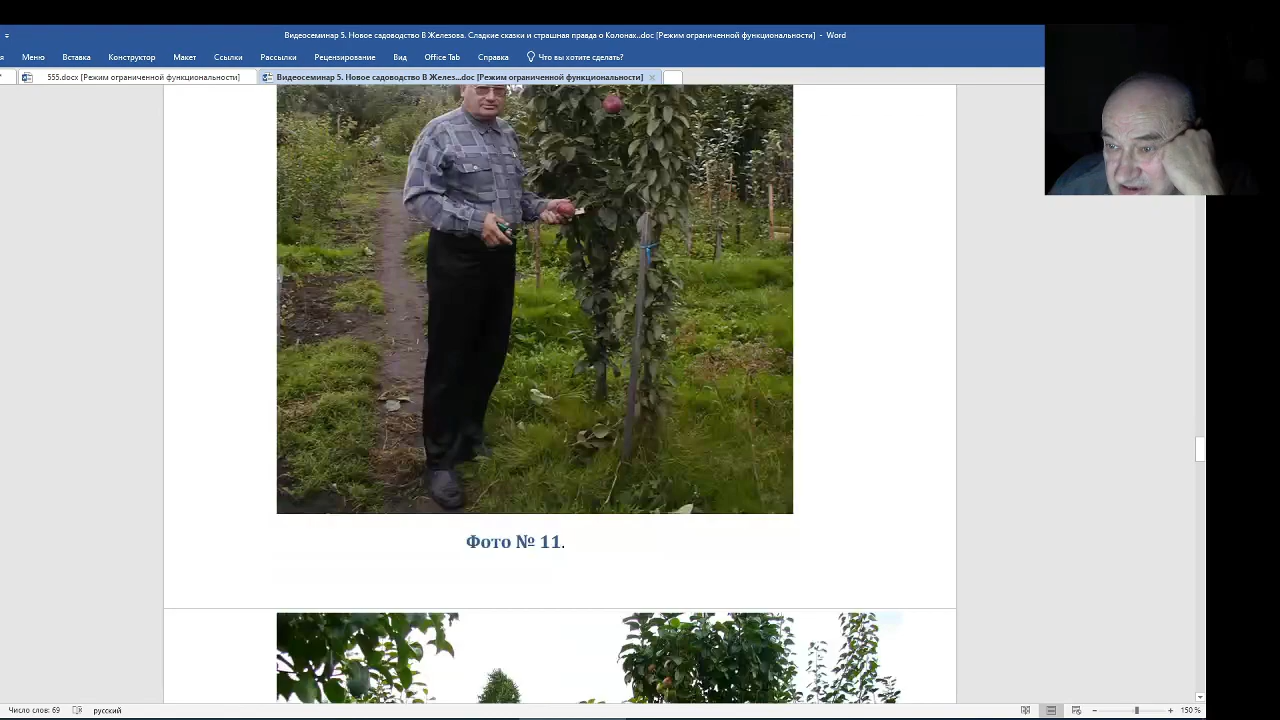 Видеосеминар 5. Новое садоводство В Железова. Сладкие сказки и страшная правда о Колонах..doc [Режим ограниченной функциональности] - Word
Меню Вставка Конструктор Макет Ссылки Рассылки Рецензирование Вид Office Tab Справка Что вы хотите сделать?
555.docx [Режим ограниченной функциональности] Видеосеминар 5. Новое садоводство В Желез...doc [Режим ограниченной функциональности]
Фото № 11.
Число слов: 69 русский 150 %